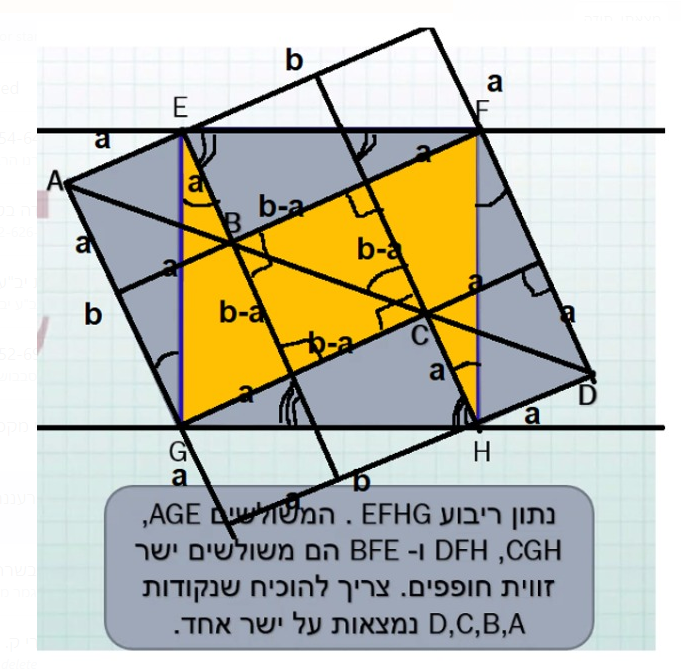 b
a
E
F
a
a
A
a
B
b-a
a
a
b-a
a
b
b-a
b-a
a
C
a
a
D
a
G
H
a
b
a
נתון ריבוע EFHG . המשולשים AGE,
CGH, DFH ו- BFE הם משולשים ישר
זווית חופפים. צריך להוכיח שנקודות
D,C,B,A נמצאות על ישר אחד.